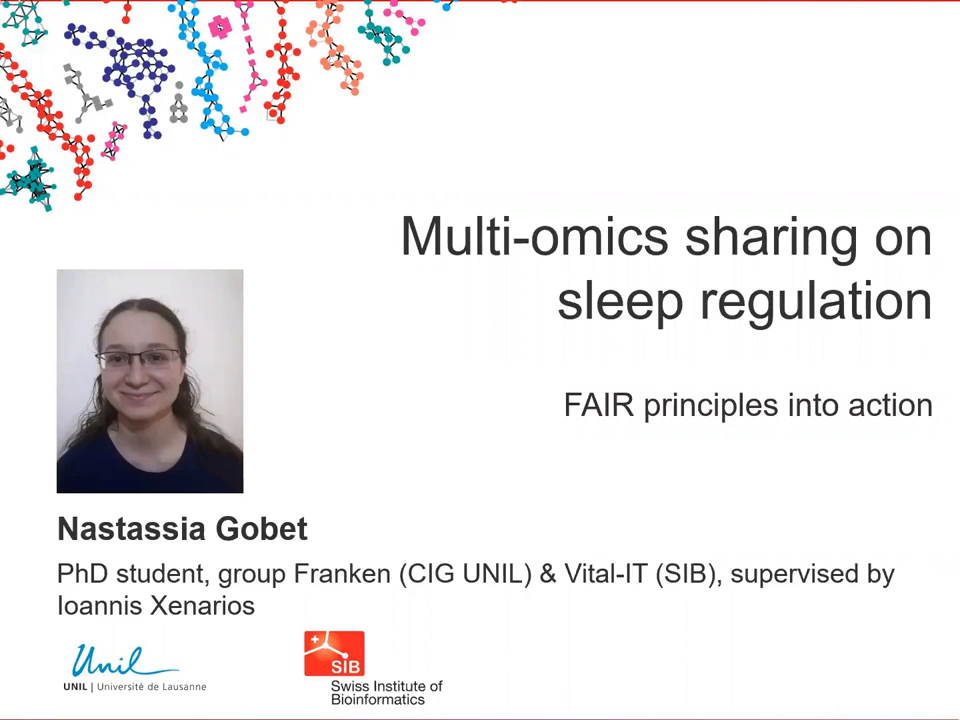 Multi-omics sharing on
sleep regulation
FAIR principles into action
Nastassia Gobet
PhD student, group Franken (CIG UNIL) & Vital-IT (SIB), supervised by
Ioannis Xenarios
Unil
UNIL | Université de Lausanne
SIB
Swiss Institute of
Bioinformatics